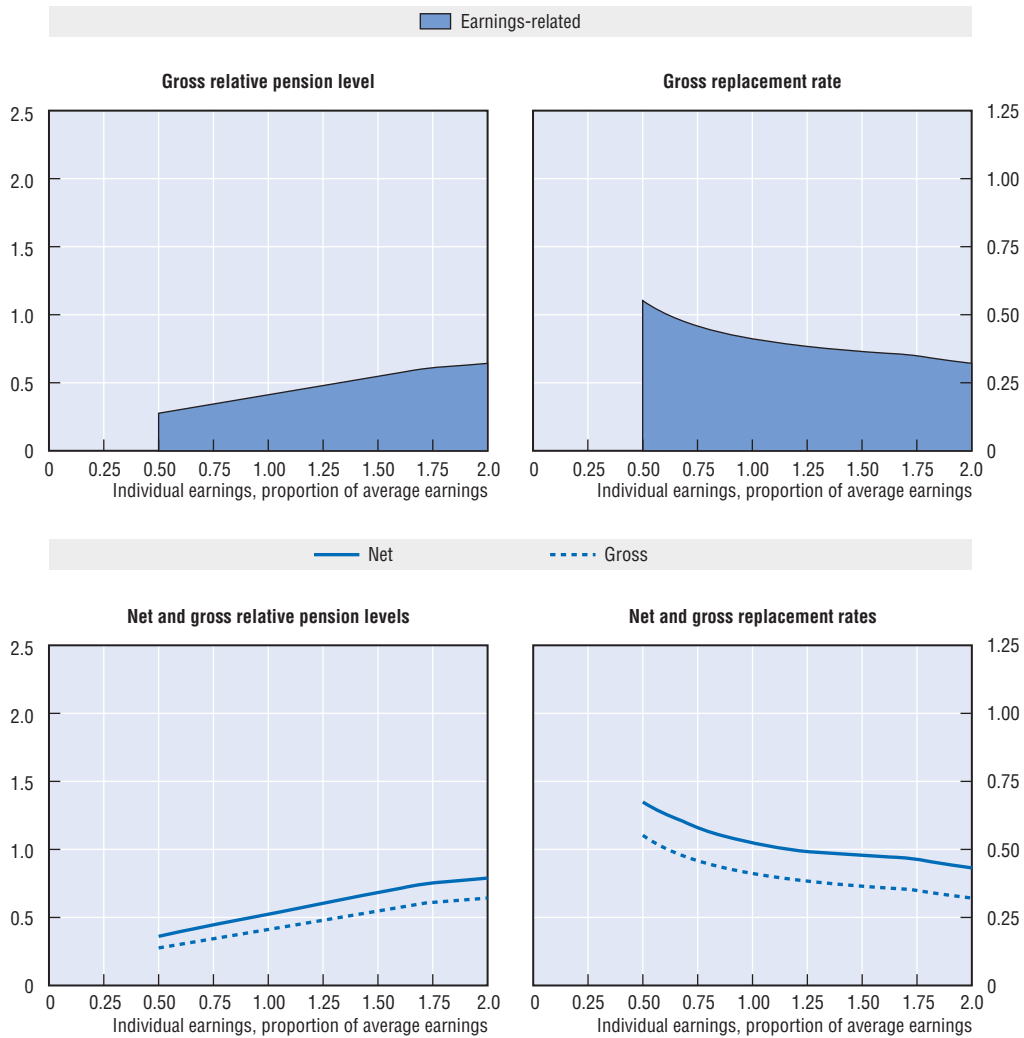 Earnings-related
Gross relative pension level
2.5
2.0
1.5
1.0
0.5
0
0 0.25 0.50 0.75 1.00 1.25 1.50 1.75 2.0
Individual earnings, proportion of average earnings
Gross replacement rate
1.25
1.00
0.75
0.50
0.25
0
0 0.25 0.50 0.75 1.00 1.25 1.50 1.75 2.0
Individual earnings, proportion of average earnings
Net Gross
Net and gross relative pension levels
2.5
2.0
1.5
1.0
0.5
0
0 0.25 0.50 0.75 1.00 1.25 1.50 1.75 2.0
Individual earnings, proportion of average earnings
Net and gross replacement rates
1.25
1.00
0.75
0.50
0.25
0
0 0.25 0.50 0.75 1.00 1.25 1.50 1.75 2.0
Individual earnings, proportion of average earnings